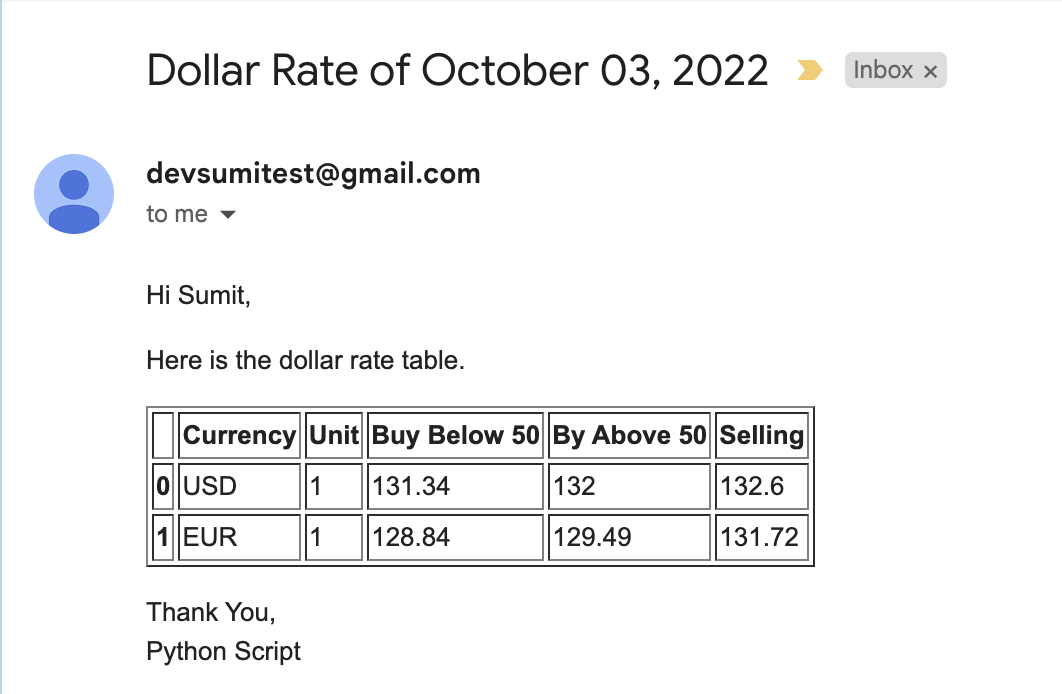 Dollar Rate of October 03, 2022 Inbox ×
devsumitest@gmail.com
to me
Hi Sumit,
Here is the dollar rate table.
Currency Unit Buy Below 50 By Above 50 Selling
0 USD 1 131.34 132 132.6
1 EUR 1 128.84 129.49 131.72
Thank You,
Python Script